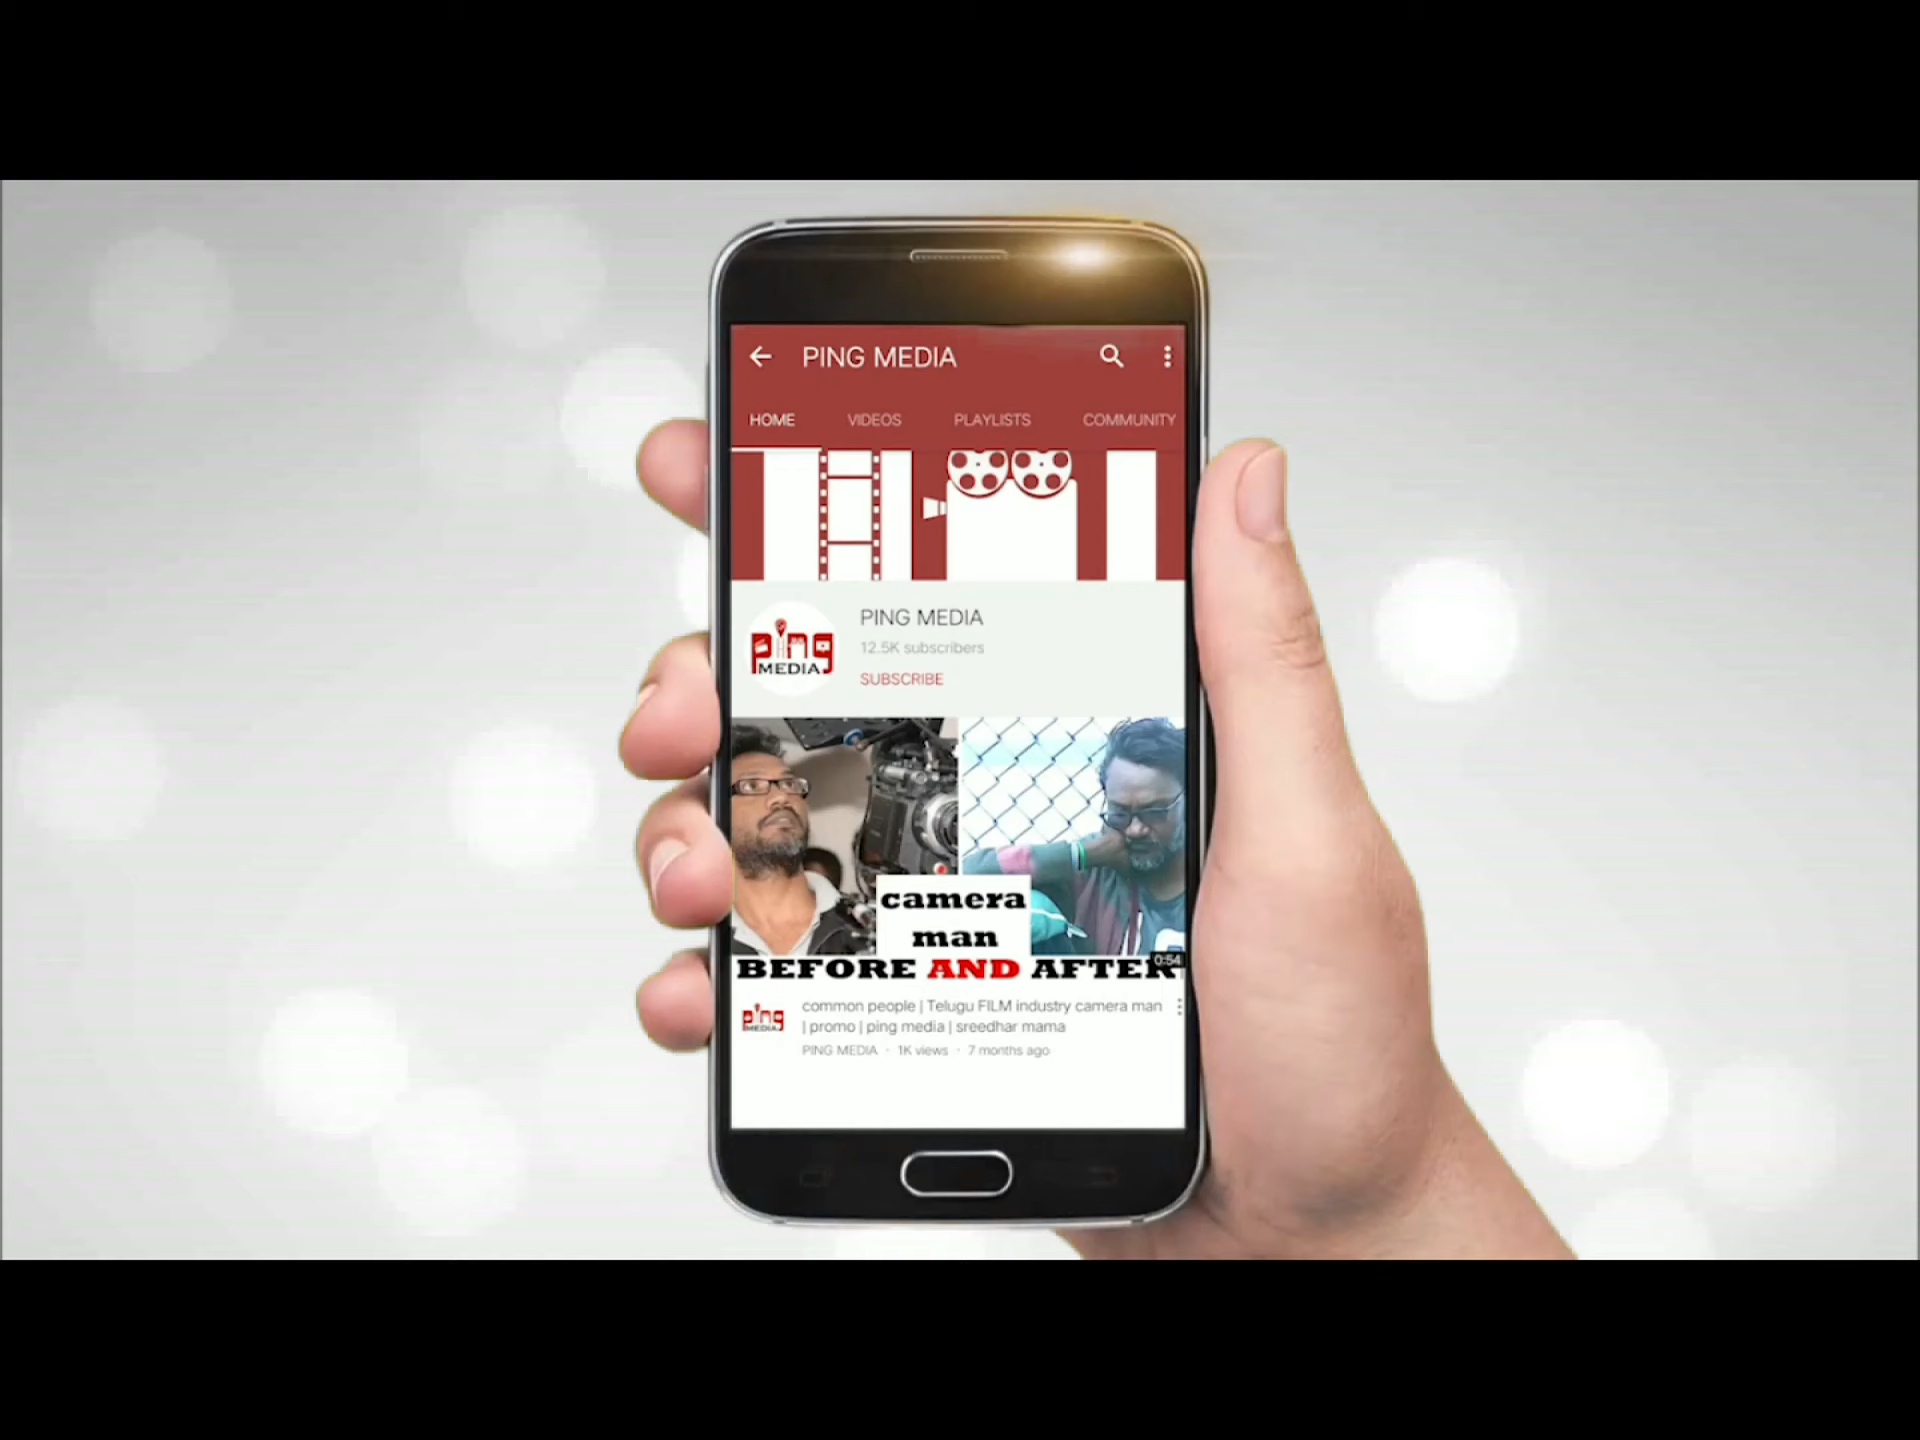 PING MEDIA
HOME VIDEOS PLAYLISTS COMMUNITY
ping
MEDIA
PING MEDIA
12.5K subscribers
SUBSCRIBE
camera
man
BEFORE AND AFTER
0:54
ping
MEDIA
common people | Telugu FILM industry camera man
| promo | ping media | sreedhar mama
PING MEDIA · 1K views · 7 months ago